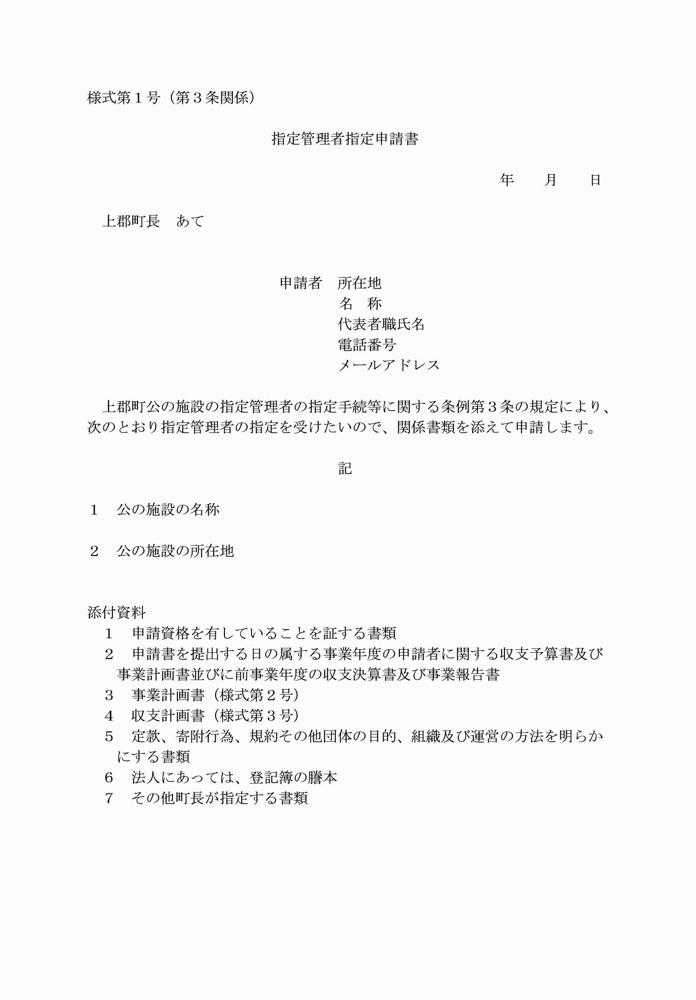 様式第１号（第３条関係）
指定管理者指定申請書
年　　月　　日
上郡町長　あて
申請者　所在地
名　称
代表者職氏名
電話番号
メールアドレス
上郡町公の施設の指定管理者の指定手続等に関する条例第３条の規定により、
次のとおり指定管理者の指定を受けたいので、関係書類を添えて申請します。
記
１　公の施設の名称
２　公の施設の所在地
添付資料
１　申請資格を有していることを証する書類
２　申請書を提出する日の属する事業年度の申請者に関する収支予算書及び
事業計画書並びに前事業年度の収支決算書及び事業報告書
３　事業計画書（様式第２号）
４　収支計画書（様式第３号）
５　定款、寄附行為、規約その他団体の目的、組織及び運営の方法を明らか
にする書類
６　法人にあっては、登記簿の謄本
７　その他町長が指定する書類